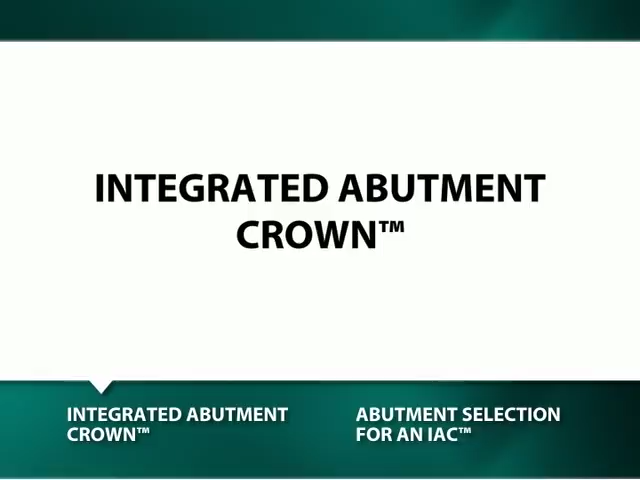 INTEGRATED ABUTMENT
CROWN™
INTEGRATED ABUTMENT
CROWN™
ABUTMENT SELECTION
FOR AN IAC™